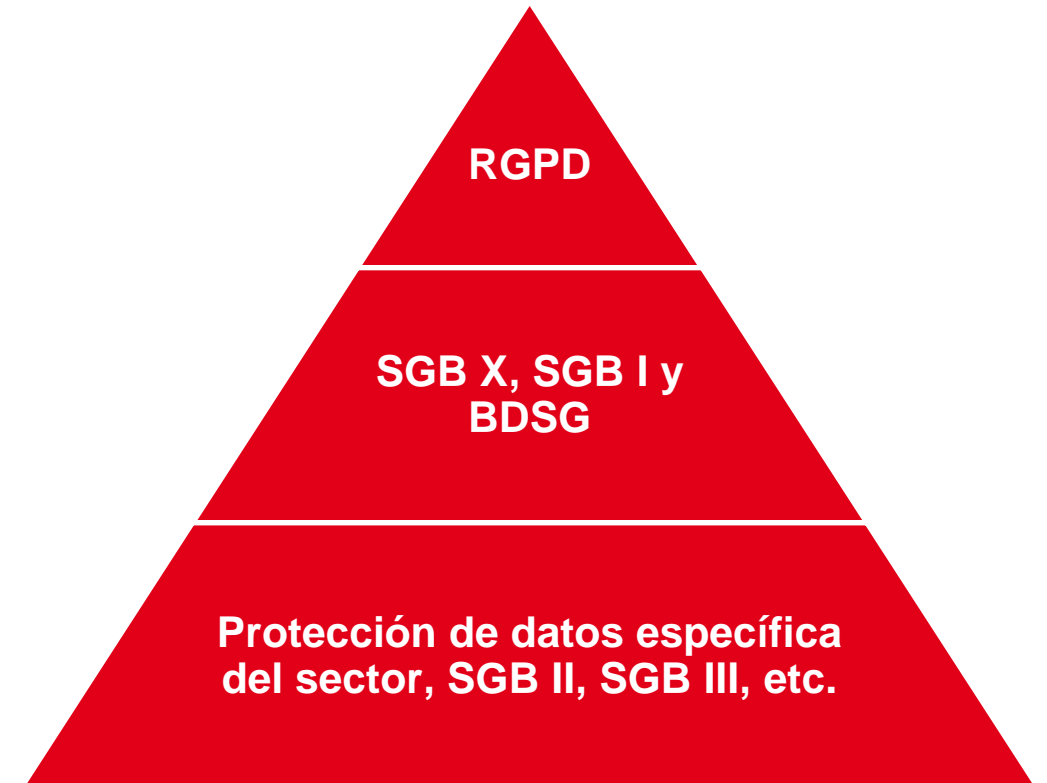 RGPD
SGB X, SGB I y
BDSG
Protección de datos específica
del sector, SGB II, SGB III, etc.